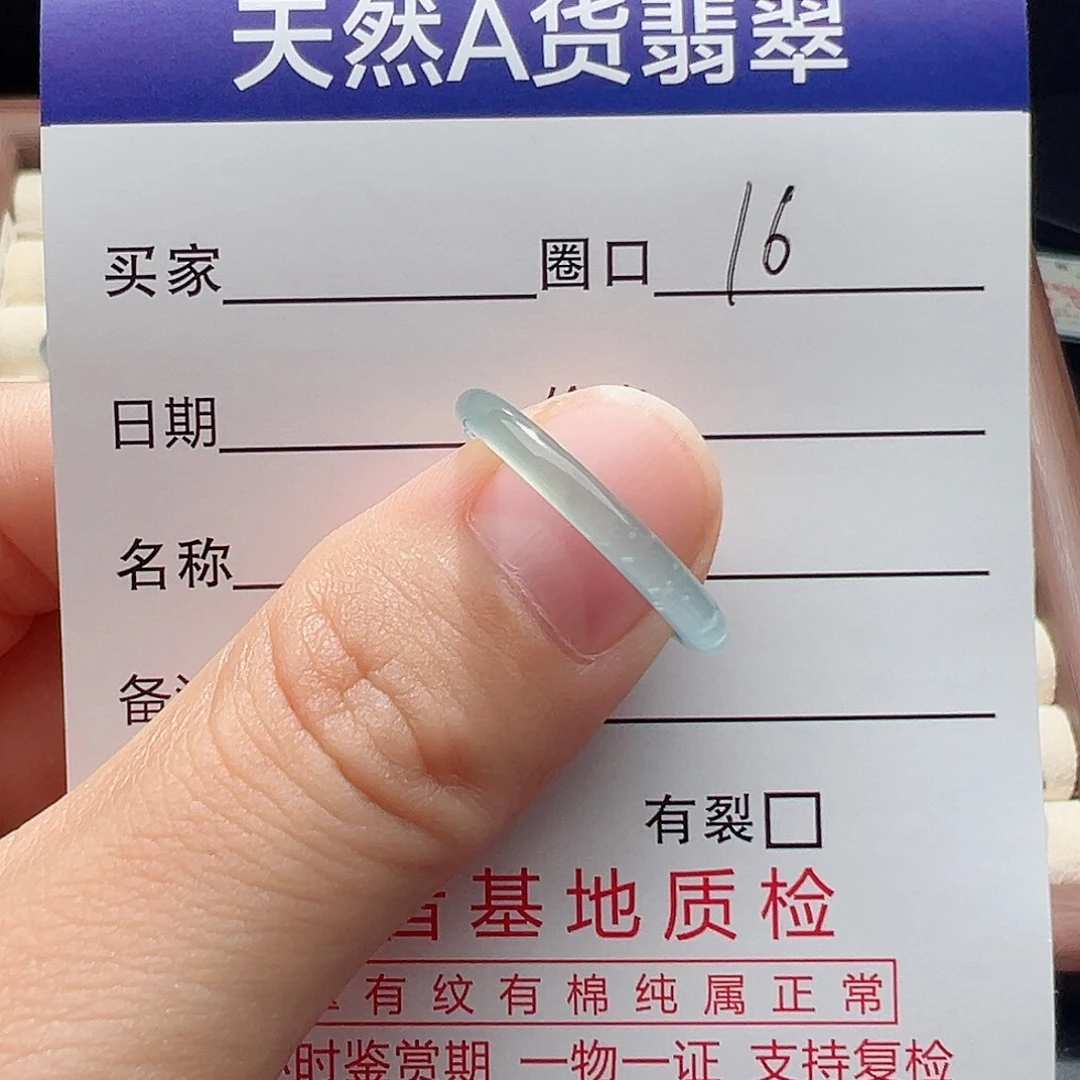 天然A货翡翠
买家 圈口 16
日期
名称
备
有裂
基地质检
有纹有棉纯属正常
时鉴赏期 一物一证 支持复检